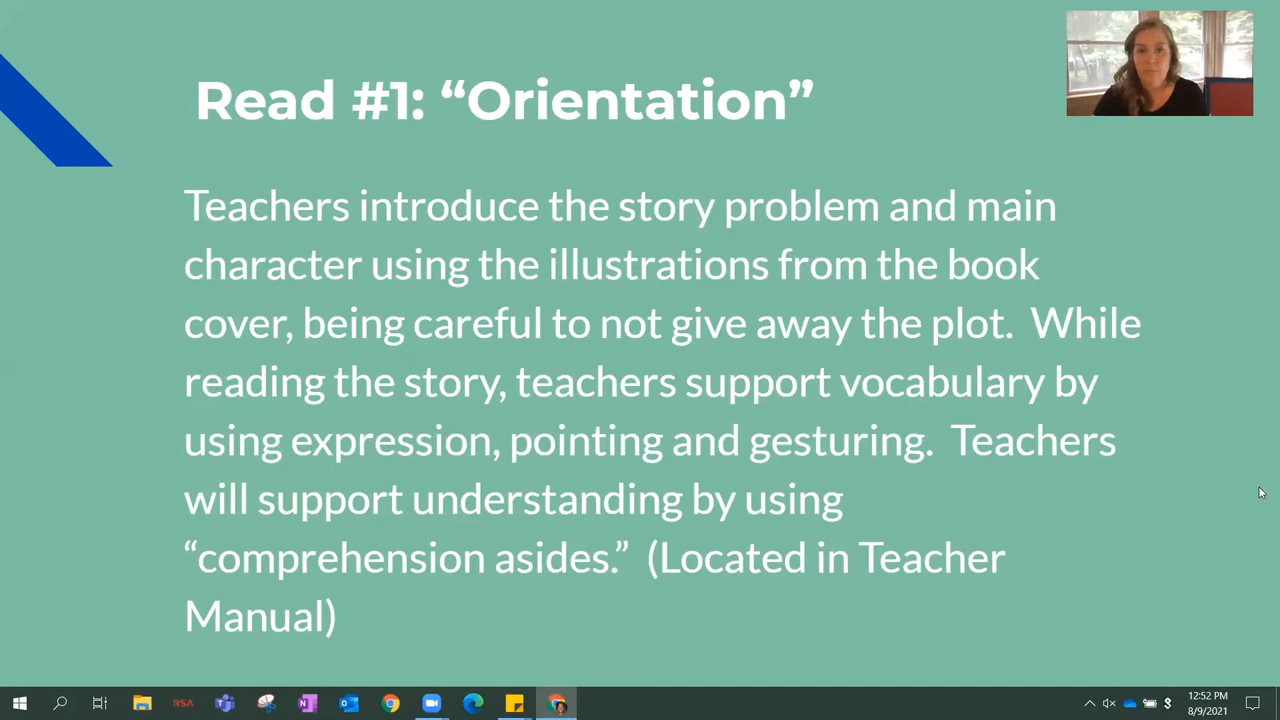 Read #1: “Orientation”
Teachers introduce the story problem and main
character using the illustrations from the book
cover, being careful to not give away the plot.  While
reading the story, teachers support vocabulary by
using expression, pointing and gesturing.  Teachers
will support understanding by using
“comprehension asides.”  (Located in Teacher
Manual)
RSA
12:52 PM
8/9/2021